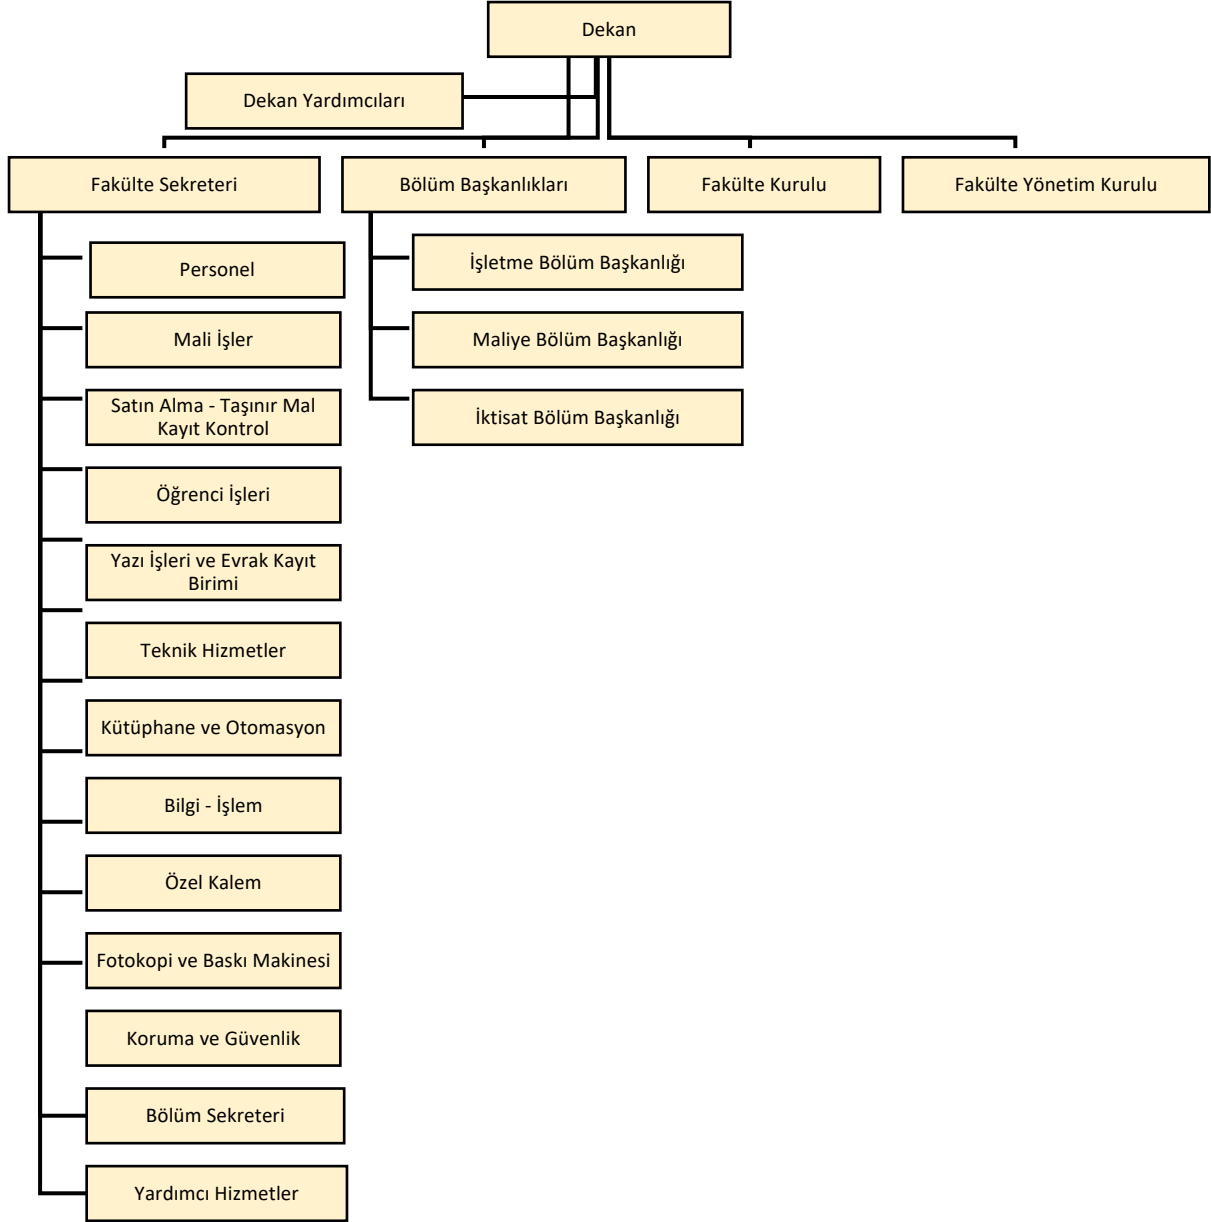 Dekan
Dekan Yardımcıları
Fakülte Sekreteri
Bölüm Başkanlıkları
Fakülte Kurulu
Fakülte Yönetim Kurulu
Personel
Mali İşler
Satın Alma - Taşınır Mal
Kayıt Kontrol
Öğrenci İşleri
Yazı İşleri ve Evrak Kayıt
Birimi
Teknik Hizmetler
Kütüphane ve Otomasyon
Bilgi - İşlem
Özel Kalem
Fotokopi ve Baskı Makinesi
Koruma ve Güvenlik
Bölüm Sekreteri
Yardımcı Hizmetler
İşletme Bölüm Başkanlığı
Maliye Bölüm Başkanlığı
İktisat Bölüm Başkanlığı